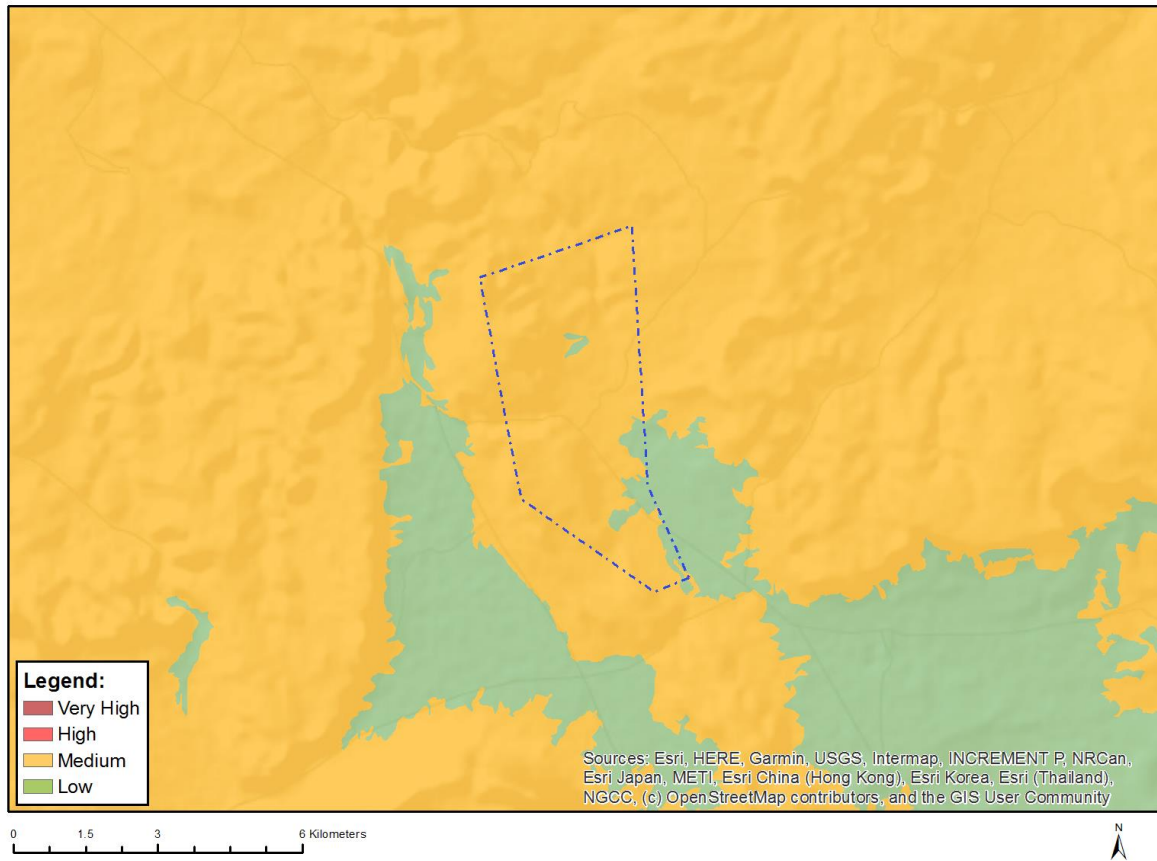 Legend:
Very High
High
Medium
Low
Sources: Esri, HERE, Garmin, USGS, Intermap, INCREMENT P, NRCan,
Esri Japan, METI, Esri China (Hong Kong), Esri Korea, Esri (Thailand),
NGCC, (c) OpenStreetMap contributors, and the GIS User Community
0 1.5 3 6 Kilometers
N